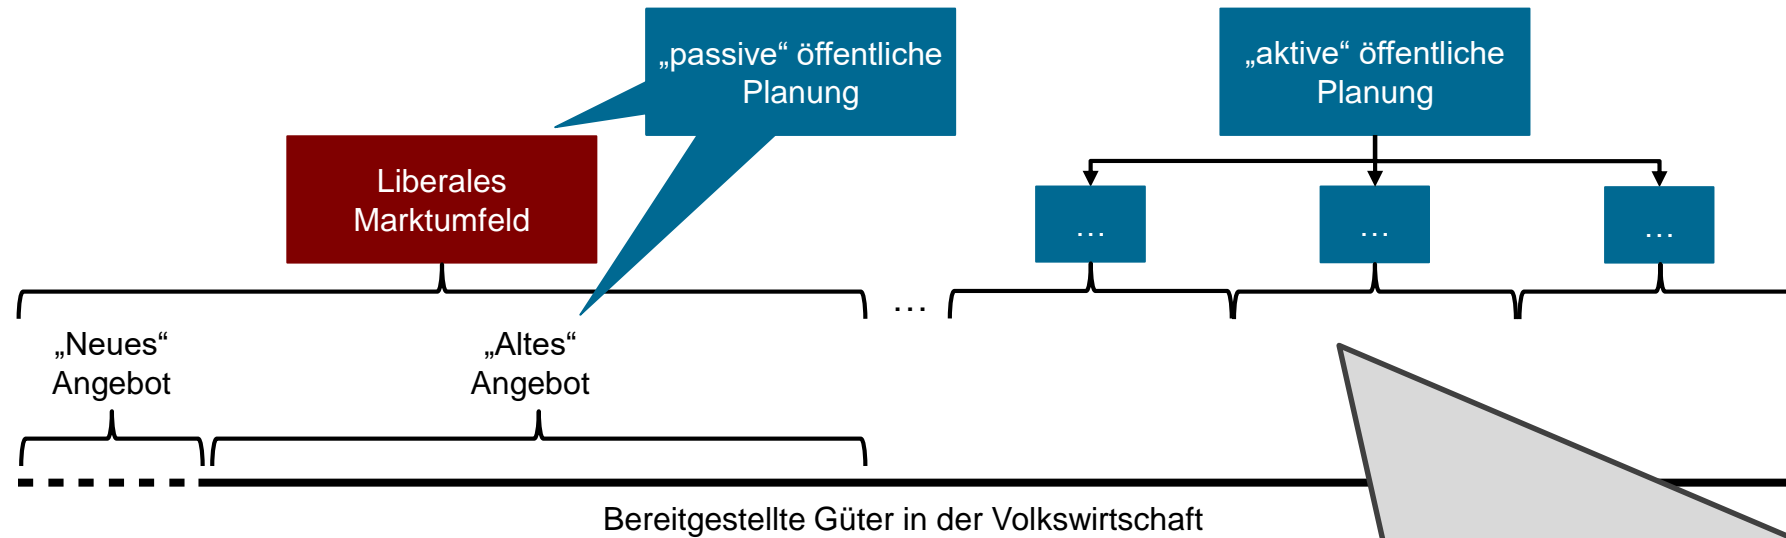 „passive“ öffentliche
Planung
„aktive“ öffentliche
Planung
Liberales
Marktumfeld
…
…
…
…
„Neues“
Angebot
„Altes“
Angebot
Bereitgestellte Güter in der Volkswirtschaft